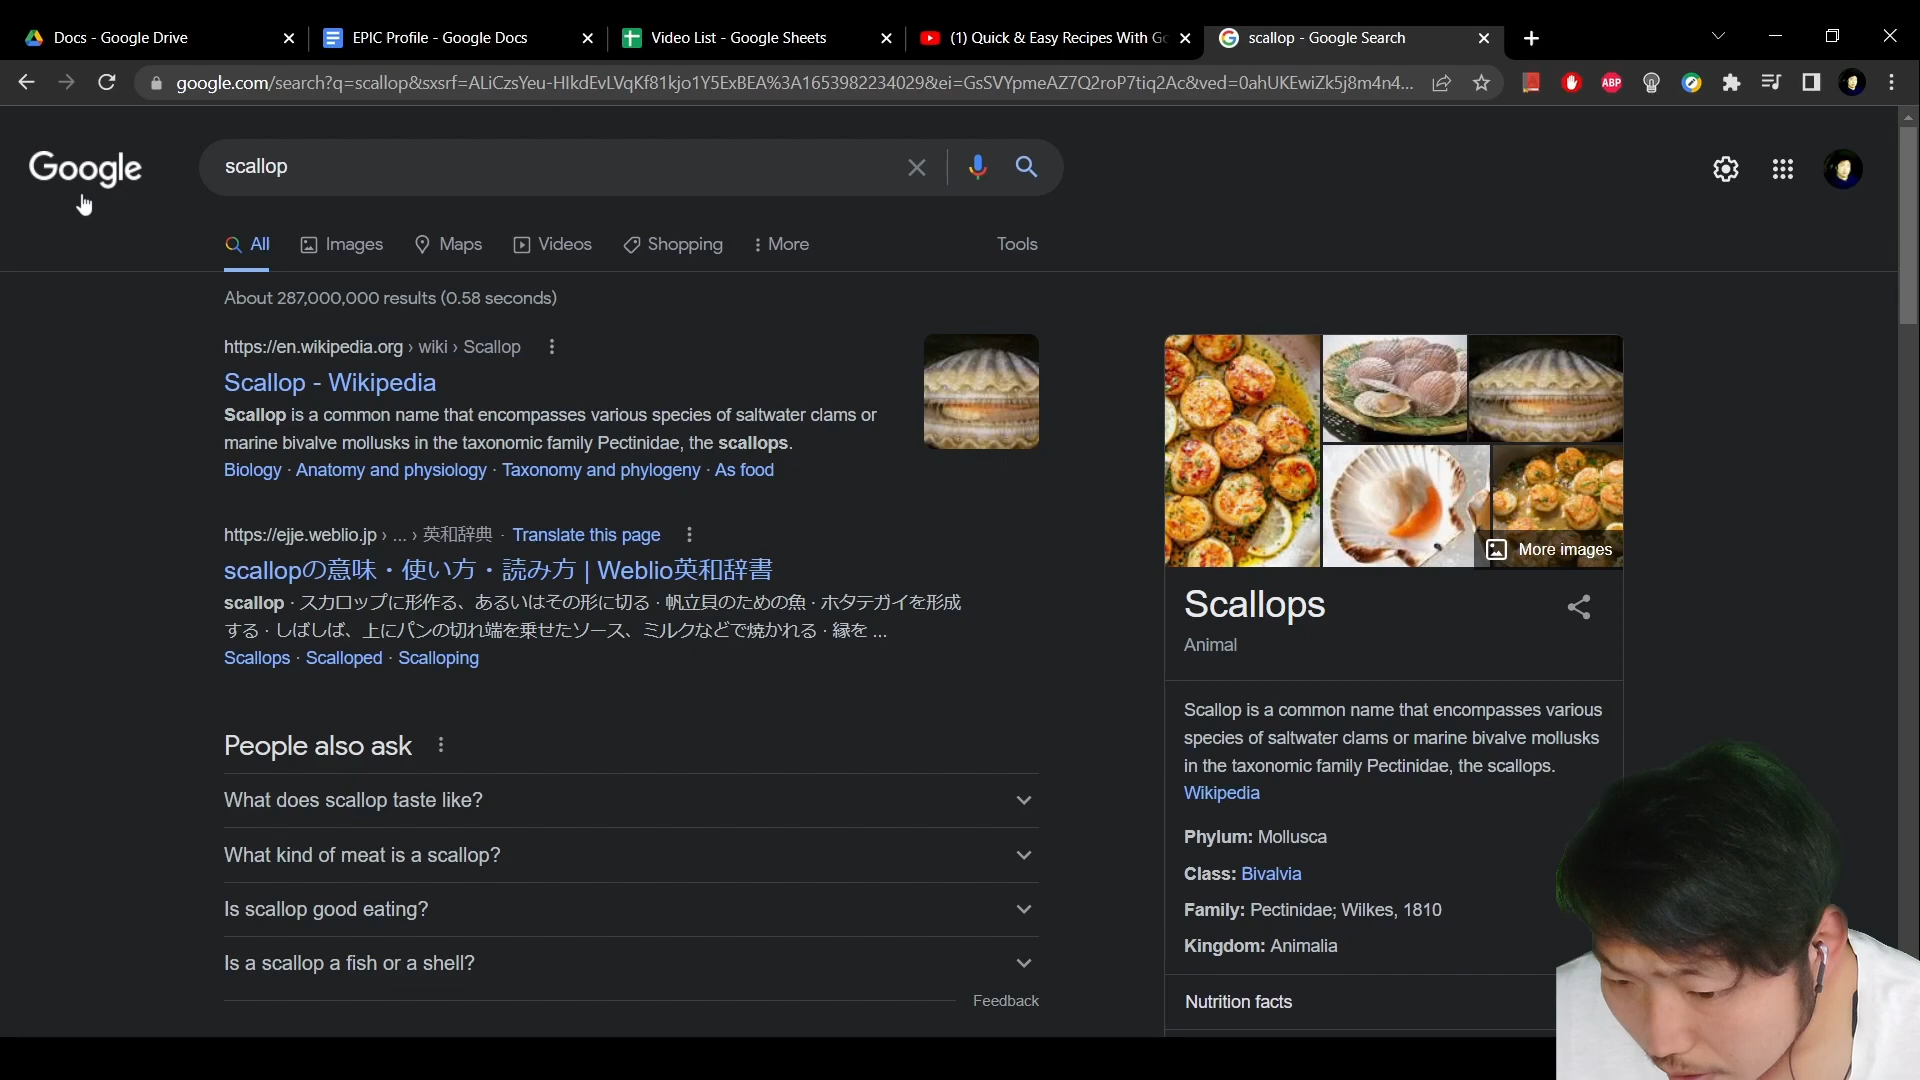 Docs - Google Drive
EPIC Profile - Google Docs
Video List - Google Sheets
(1) Quick & Easy Recipes With Go
scallop - Google Search
google.com/search?q=scallop&sxsrf=ALiCzsYeu-HIkdEvLVqKf81kjo1Y5ExBEA%3A1653982234029&ei=GsSVYpmeAZ7Q2roP7tiq2Ac&ved=0ahUKEwiZk5j8m4n4...
ABP
Google
scallop
All
Images
Maps
Videos
Shopping
More
Tools
About 287,000,000 results (0.58 seconds)
https://en.wikipedia.org › wiki › Scallop
Scallop - Wikipedia
Scallop is a common name that encompasses various species of saltwater clams or
marine bivalve mollusks in the taxonomic family Pectinidae, the scallops.
Biology · Anatomy and physiology · Taxonomy and phylogeny · As food
https://ejje.weblio.jp › ... › 英和辞典 · Translate this page
scallopの意味・使い方・読み方 | Weblio英和辞書
scallop · スカロップに形作る、あるいはその形に切る · 帆立貝のための魚 · ホタテガイを形成
する · しばしば、上にパンの切れ端を乗せたソース、ミルクなどで焼かれる · 縁を ...
Scallops · Scalloped · Scalloping
People also ask
What does scallop taste like?
What kind of meat is a scallop?
Is scallop good eating?
Is a scallop a fish or a shell?
Feedback
More images
Scallops
Animal
Scallop is a common name that encompasses various
species of saltwater clams or marine bivalve mollusks
in the taxonomic family Pectinidae, the scallops.
Wikipedia
Phylum: Mollusca
Class: Bivalvia
Family: Pectinidae; Wilkes, 1810
Kingdom: Animalia
Nutrition facts